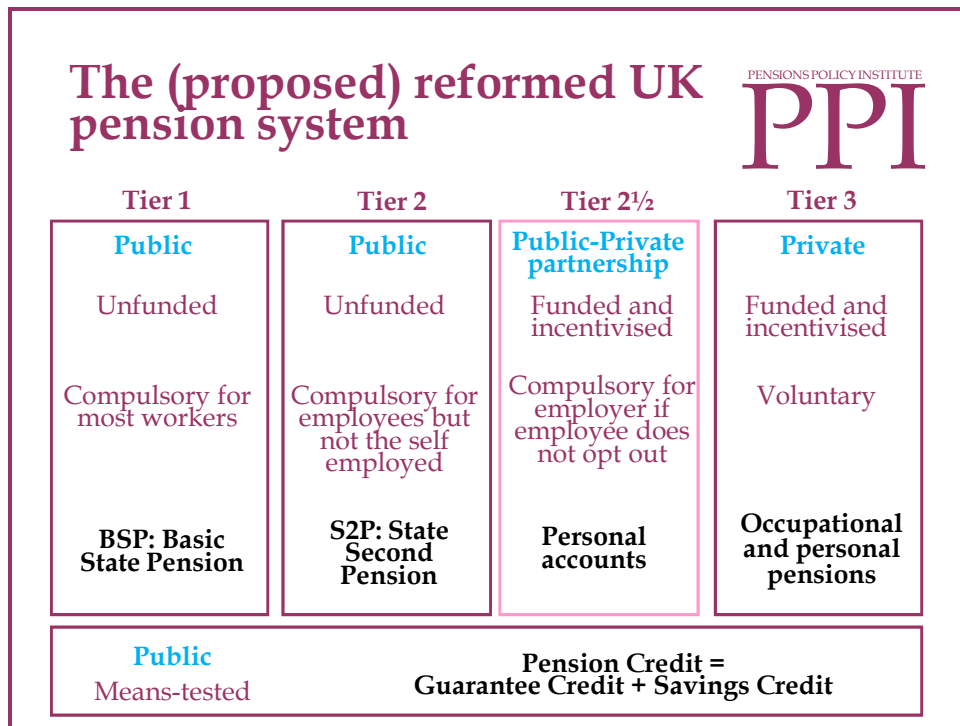 The (proposed) reformed UK
pension system
PENSIONS POLICY INSTITUTE
PPI
Tier 1
Public
Unfunded
Compulsory for
most workers
BSP: Basic
State Pension
Tier 2
Public
Unfunded
Compulsory for
employees but
not the self
employed
S2P: State
Second
Pension
Tier 2½
Public-Private
partnership
Funded and
incentivised
Compulsory for
employer if
employee does
not opt out
Personal
accounts
Tier 3
Private
Funded and
incentivised
Voluntary
Occupational
and personal
pensions
Public
Means-tested
Pension Credit =
Guarantee Credit + Savings Credit